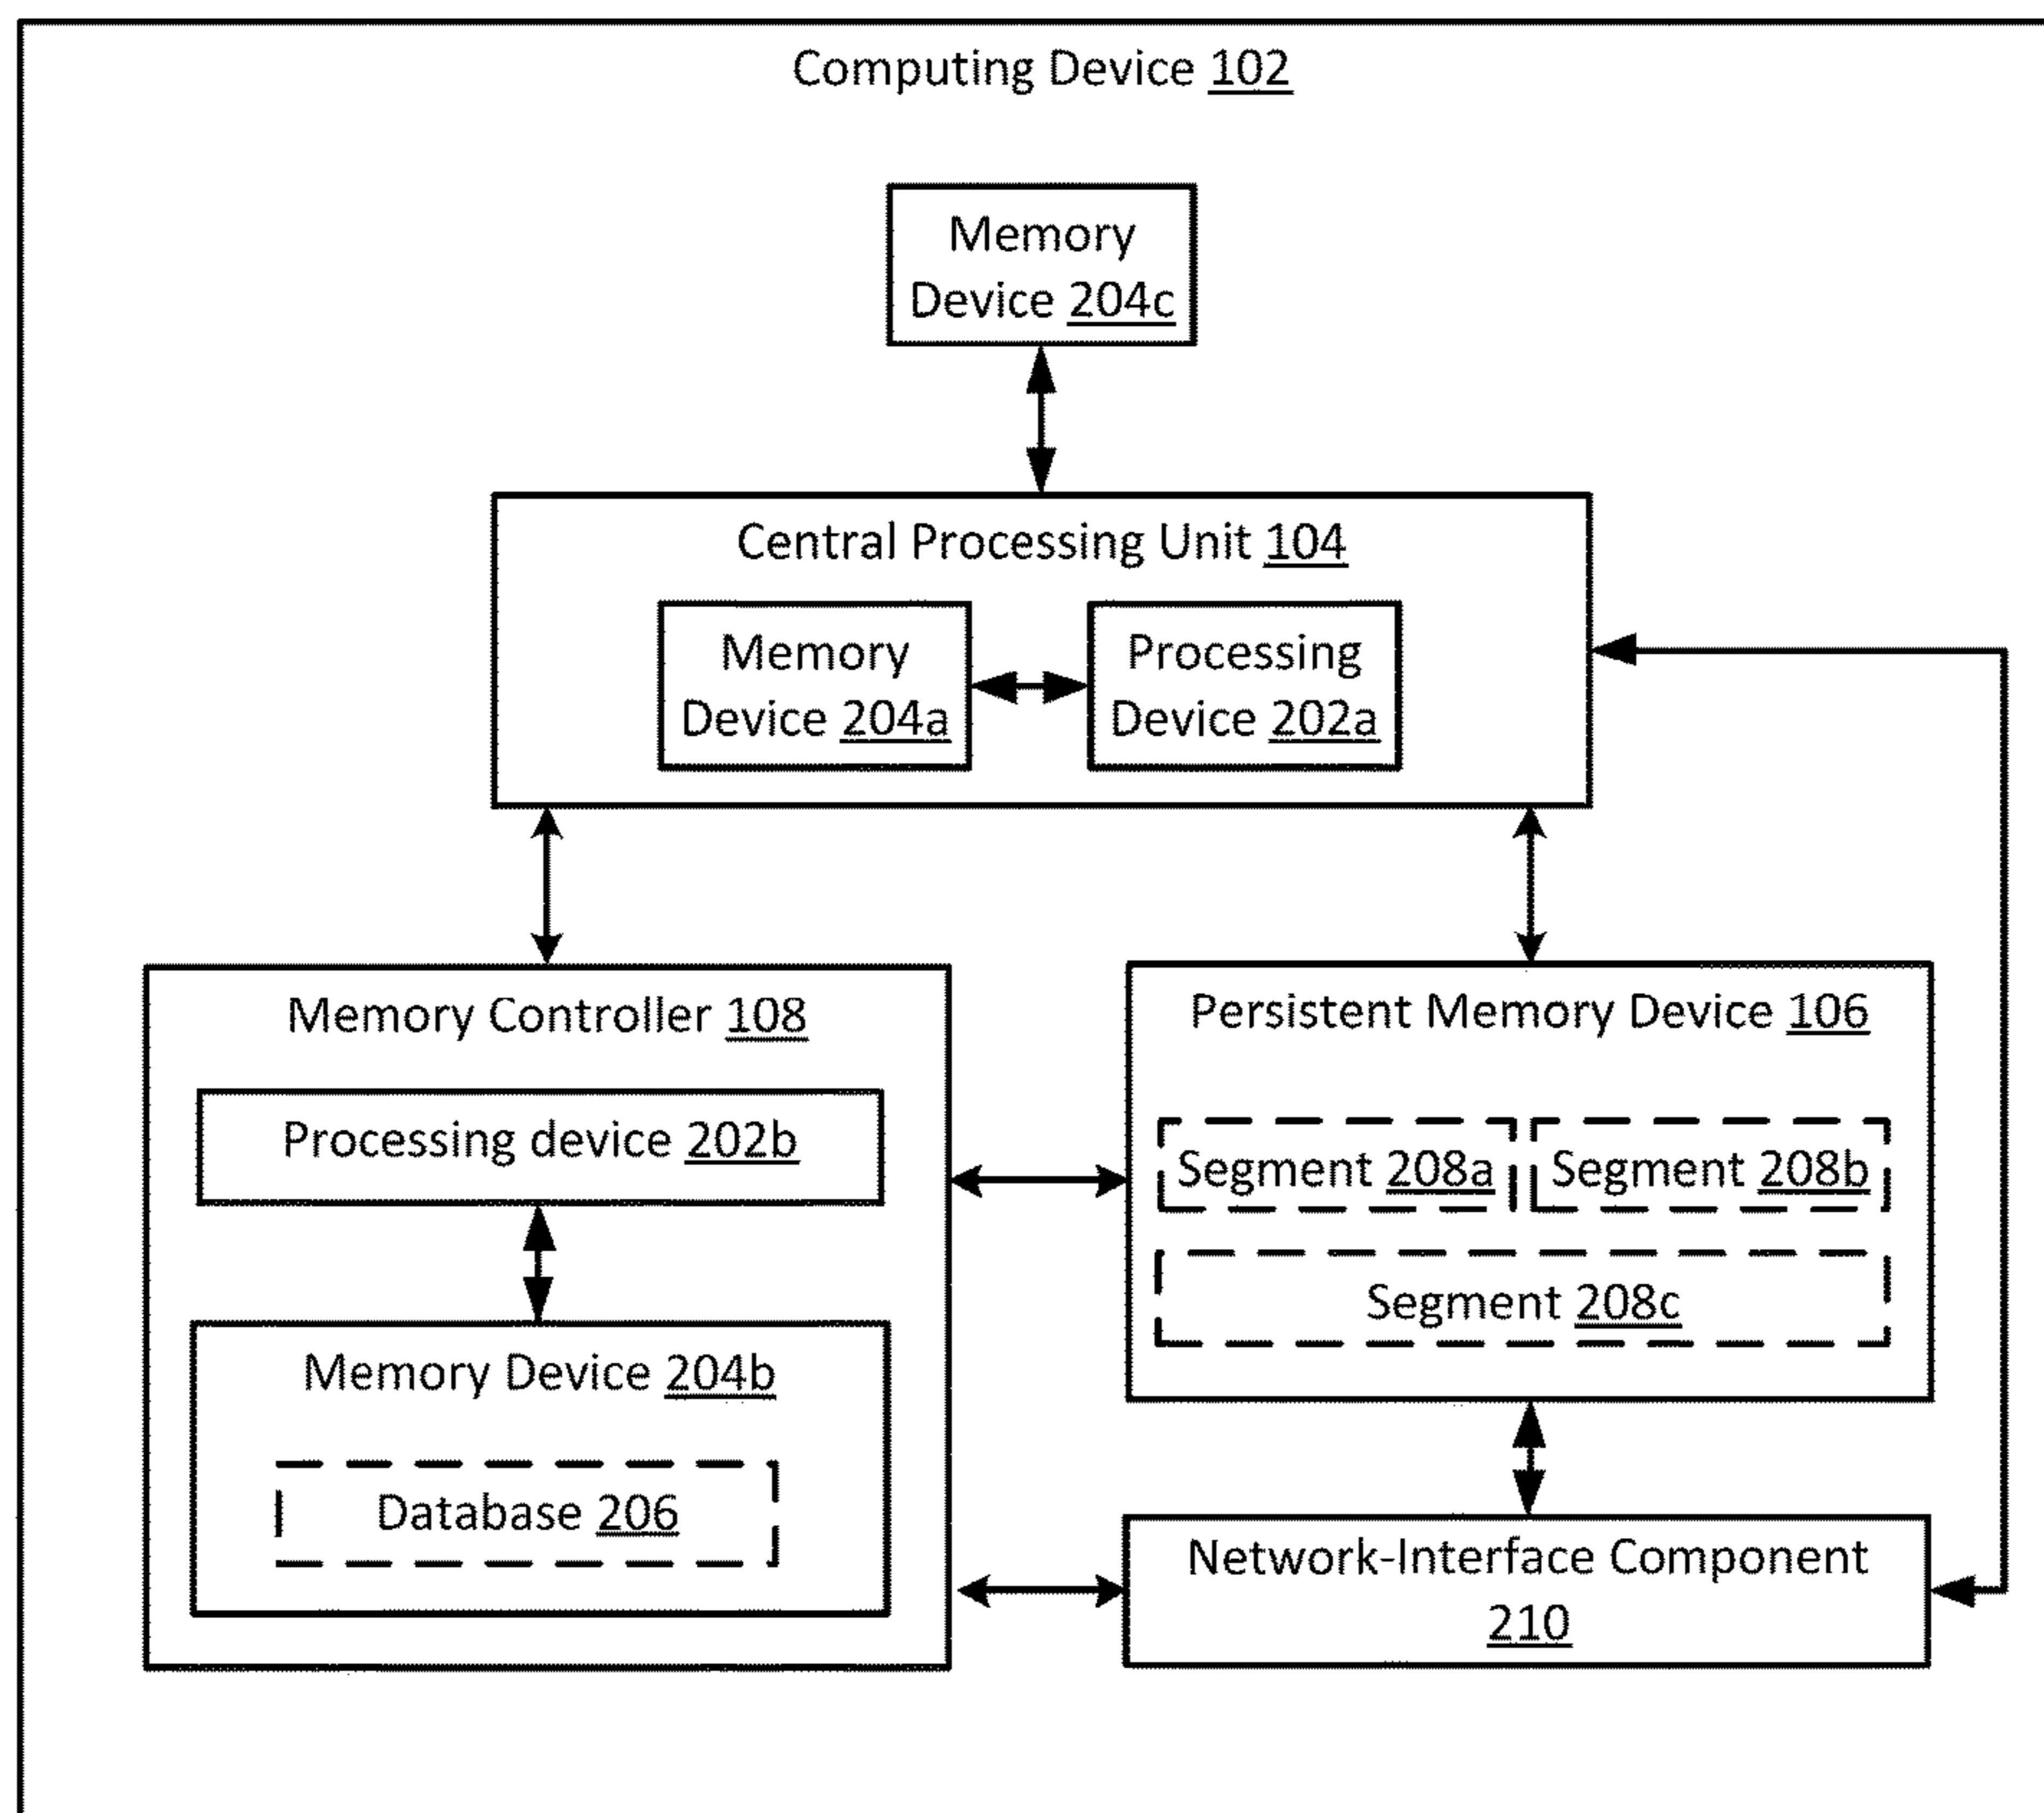 Computing Device 102
Memory
Device 204c
Central Processing Unit 104
Memory
Device 204a
Processing
Device 202a
Memory Controller 108
Processing device 202b
Memory Device 204b
Database 206
Persistent Memory Device 106
Segment 208a
Segment 208b
Segment 208c
Network-Interface Component
210